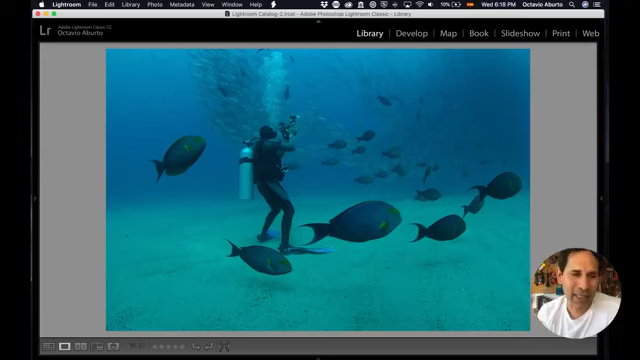 Lightroom File Edit Library Photo Metadata View Window Help 10% Wed 6:18 PM Octavio Aburto
Lightroom Catalog-2.lrcat - Adobe Photoshop Lightroom Classic - Library
Lr Adobe Lightroom Classic CC
Octavio Aburto
Library | Develop | Map | Book | Slideshow | Print | Web